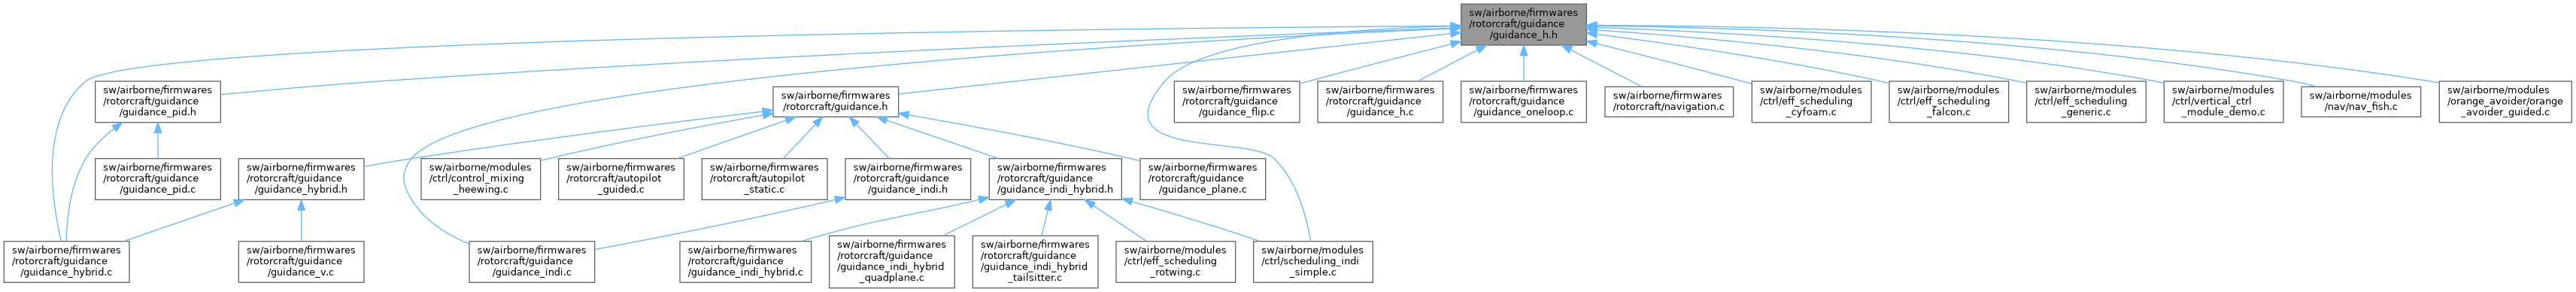 sw/airborne/firmwares
/rotorcraft/guidance
/guidance_h.h
sw/airborne/firmwares
/rotorcraft/guidance
/guidance_pid.h
sw/airborne/firmwares
/rotorcraft/guidance.h
sw/airborne/firmwares
/rotorcraft/guidance
/guidance_flip.c
sw/airborne/firmwares
/rotorcraft/guidance
/guidance_h.c
sw/airborne/firmwares
/rotorcraft/guidance
/guidance_oneloop.c
sw/airborne/firmwares
/rotorcraft/navigation.c
sw/airborne/modules
/ctrl/eff_scheduling
_cyfoam.c
sw/airborne/modules
/ctrl/eff_scheduling
_falcon.c
sw/airborne/modules
/ctrl/eff_scheduling
_generic.c
sw/airborne/modules
/ctrl/vertical_ctrl
_module_demo.c
sw/airborne/modules
/nav/nav_fish.c
sw/airborne/modules
/orange_avoider/orange
_avoider_guided.c
sw/airborne/firmwares
/rotorcraft/guidance
/guidance_pid.c
sw/airborne/firmwares
/rotorcraft/guidance
/guidance_hybrid.h
sw/airborne/modules
/ctrl/control_mixing
_heewing.c
sw/airborne/firmwares
/rotorcraft/autopilot
_guided.c
sw/airborne/firmwares
/rotorcraft/autopilot
_static.c
sw/airborne/firmwares
/rotorcraft/guidance
/guidance_indi.h
sw/airborne/firmwares
/rotorcraft/guidance
/guidance_indi_hybrid.h
sw/airborne/firmwares
/rotorcraft/guidance
/guidance_plane.c
sw/airborne/firmwares
/rotorcraft/guidance
/guidance_hybrid.c
sw/airborne/firmwares
/rotorcraft/guidance
/guidance_v.c
sw/airborne/firmwares
/rotorcraft/guidance
/guidance_indi.c
sw/airborne/firmwares
/rotorcraft/guidance
/guidance_indi_hybrid.c
sw/airborne/firmwares
/rotorcraft/guidance
/guidance_indi_hybrid
_quadplane.c
sw/airborne/firmwares
/rotorcraft/guidance
/guidance_indi_hybrid
_tailsitter.c
sw/airborne/modules
/ctrl/eff_scheduling
_rotwing.c
sw/airborne/modules
/ctrl/scheduling_indi
_simple.c